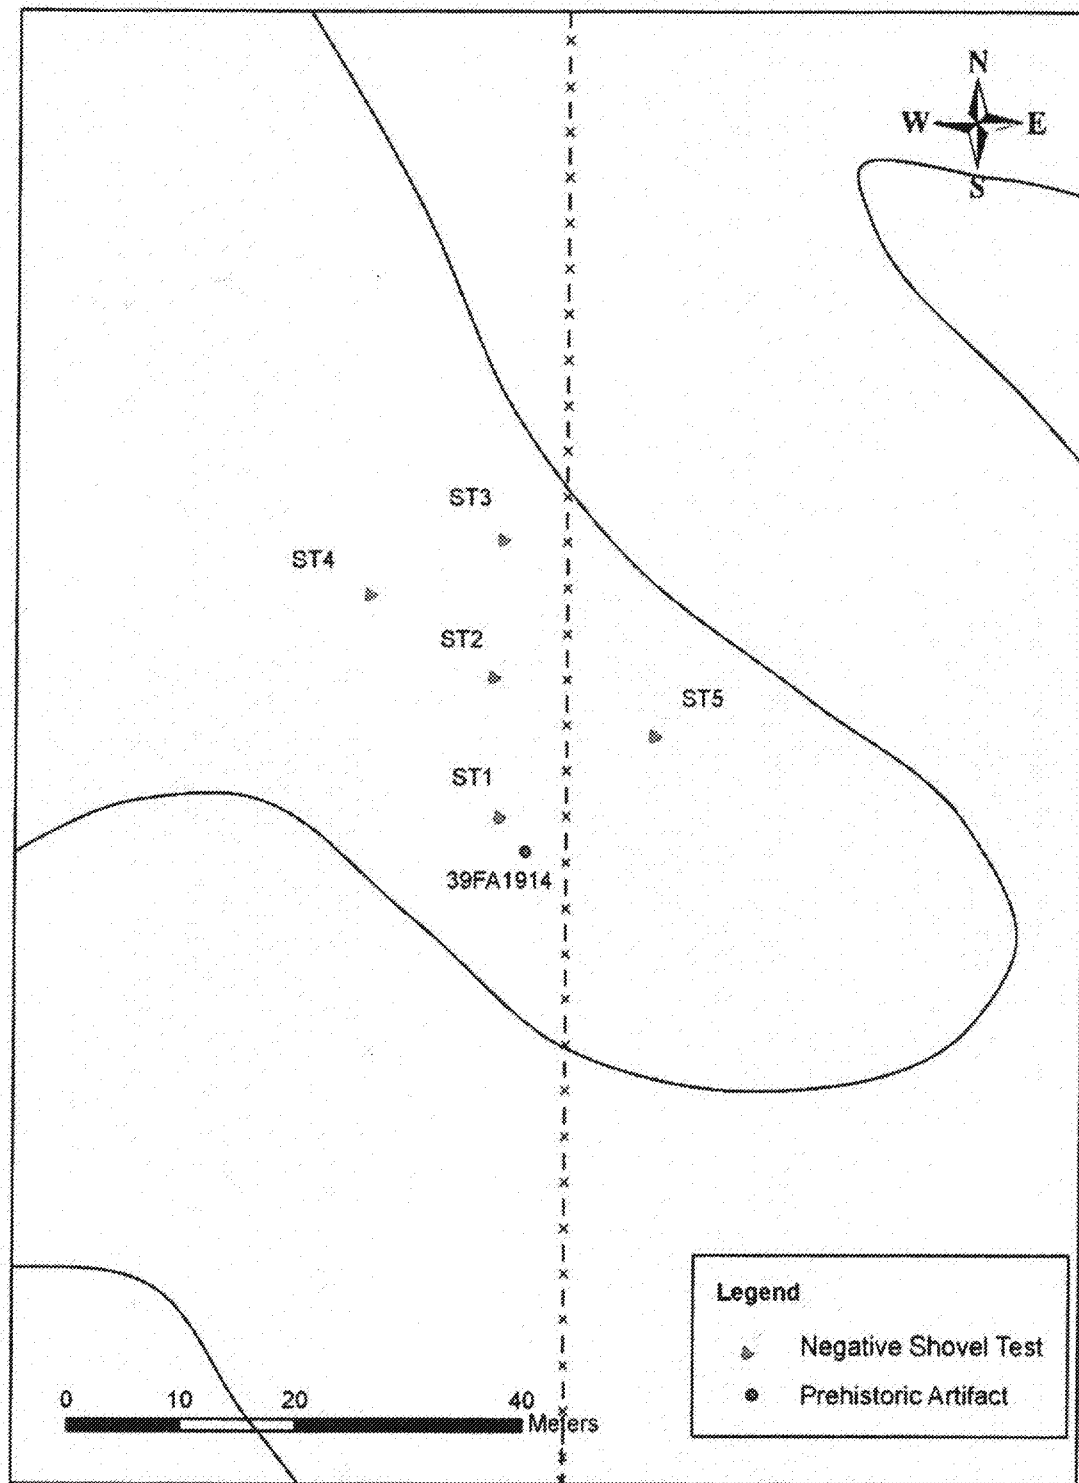 N
W E
S
ST3
ST4
ST2
ST5
ST1
39FA1914
Legend
Negative Shovel Test
Prehistoric Artifact
0 10 20 40
Meters